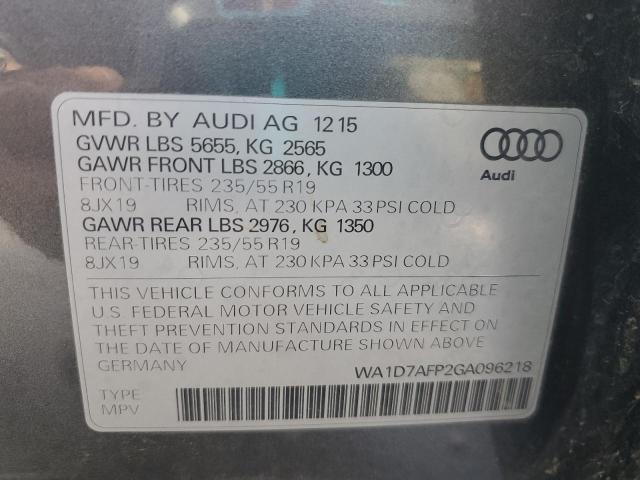 MFD. BY AUDI AG 12 15
GVWR LBS 5655, KG 2565
GAWR FRONT LBS 2866, KG 1300
FRONT-TIRES 235/55 R19
8JX19 RIMS, AT 230 KPA 33 PSI COLD
GAWR REAR LBS 2976, KG 1350
REAR-TIRES 235/55 R19
8JX19 RIMS, AT 230 KPA 33 PSI COLD
Audi
THIS VEHICLE CONFORMS TO ALL APPLICABLE
U.S. FEDERAL MOTOR VEHICLE SAFETY AND
THEFT PREVENTION STANDARDS IN EFFECT ON
THE DATE OF MANUFACTURE SHOWN ABOVE.
GERMANY WA1D7AFP2GA096218
TYPE
MPV